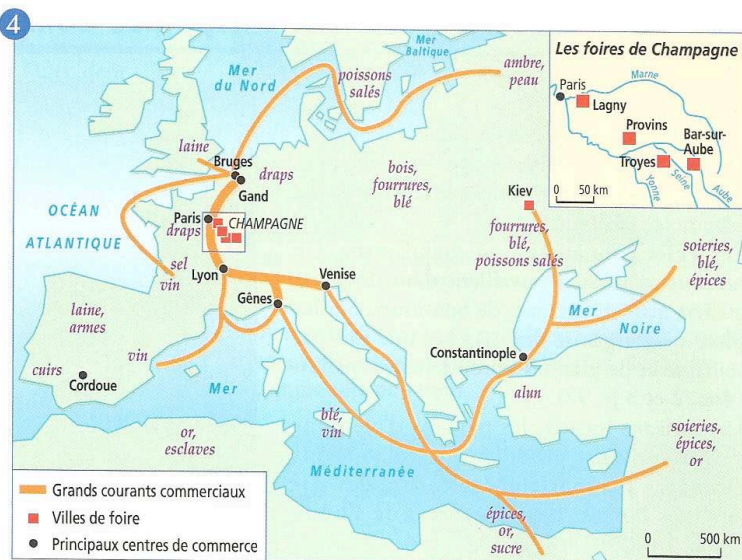 4
Mer
Baltique
Mer
du Nord
poissons
salés
ambre,
peau
Les foires de Champagne
Paris
Marne
Lagny
Provins
Bar-sur-
Aube
Troyes
Yonne
Seine
Aube
0 50 km
laine
Bruges
draps
Gand
bois,
fourrures,
blé
OCÉAN
ATLANTIQUE
Paris
draps
CHAMPAGNE
Kiev
fourrures,
blé,
poissons salés
soieries,
blé,
épices
sel
vin
Lyon
Venise
Gênes
Mer
Noire
laine,
armes
Constantinople
vin
cuirs
Cordoue
Mer
alun
blé,
vin
or,
esclaves
Méditerranée
soieries,
épices,
or
épices,
or,
sucre
Grands courants commerciaux
Villes de foire
Principaux centres de commerce
0 500 km